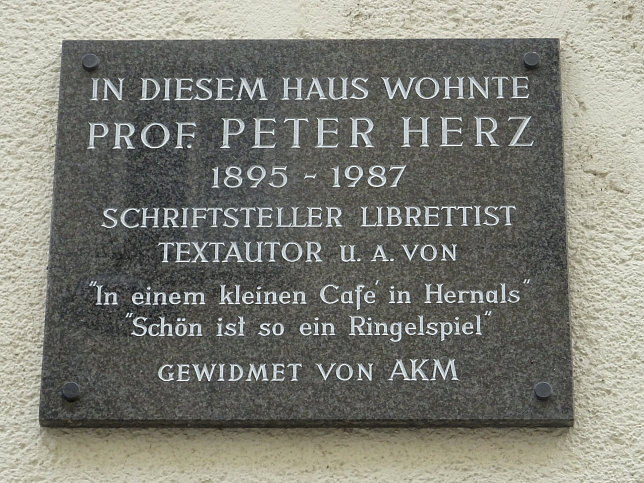 IN DIESEM HAUS WOHNTE
PROF. PETER HERZ
1895 - 1987
SCHRIFTSTELLER LIBRETTIST
TEXTAUTOR U. A. VON
"In einem kleinen Café in Hernals"
"Schön ist so ein Ringelspiel"
GEWIDMET VON AKM